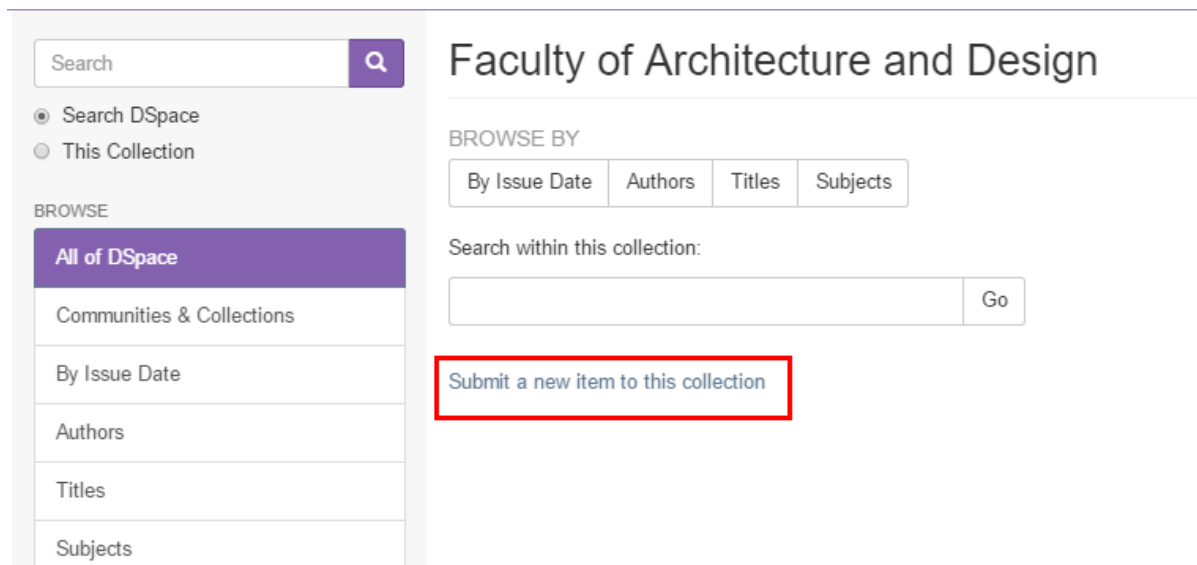 Search
Search DSpace
This Collection
BROWSE
All of DSpace
Communities & Collections
By Issue Date
Authors
Titles
Subjects
Faculty of Architecture and Design
BROWSE BY
By Issue Date Authors Titles Subjects
Search within this collection:
Go
Submit a new item to this collection